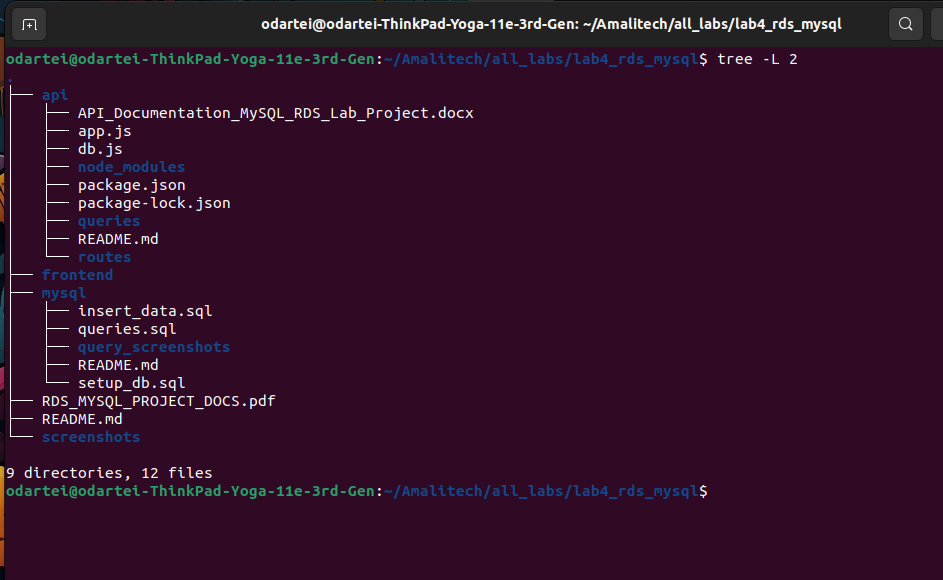 odartei@odartei-ThinkPad-Yoga-11e-3rd-Gen: ~/Amalitech/all_labs/lab4_rds_mysql
odartei@odartei-ThinkPad-Yoga-11e-3rd-Gen:~/Amalitech/all_labs/lab4_rds_mysql$ tree -L 2
.
├── api
│   ├── API_Documentation_MySQL_RDS_Lab_Project.docx
│   ├── app.js
│   ├── db.js
│   ├── node_modules
│   ├── package.json
│   ├── package-lock.json
│   ├── queries
│   ├── README.md
│   └── routes
├── frontend
├── mysql
│   ├── insert_data.sql
│   ├── queries.sql
│   ├── query_screenshots
│   ├── README.md
│   └── setup_db.sql
├── RDS_MYSQL_PROJECT_DOCS.pdf
├── README.md
└── screenshots
9 directories, 12 files
odartei@odartei-ThinkPad-Yoga-11e-3rd-Gen:~/Amalitech/all_labs/lab4_rds_mysql$